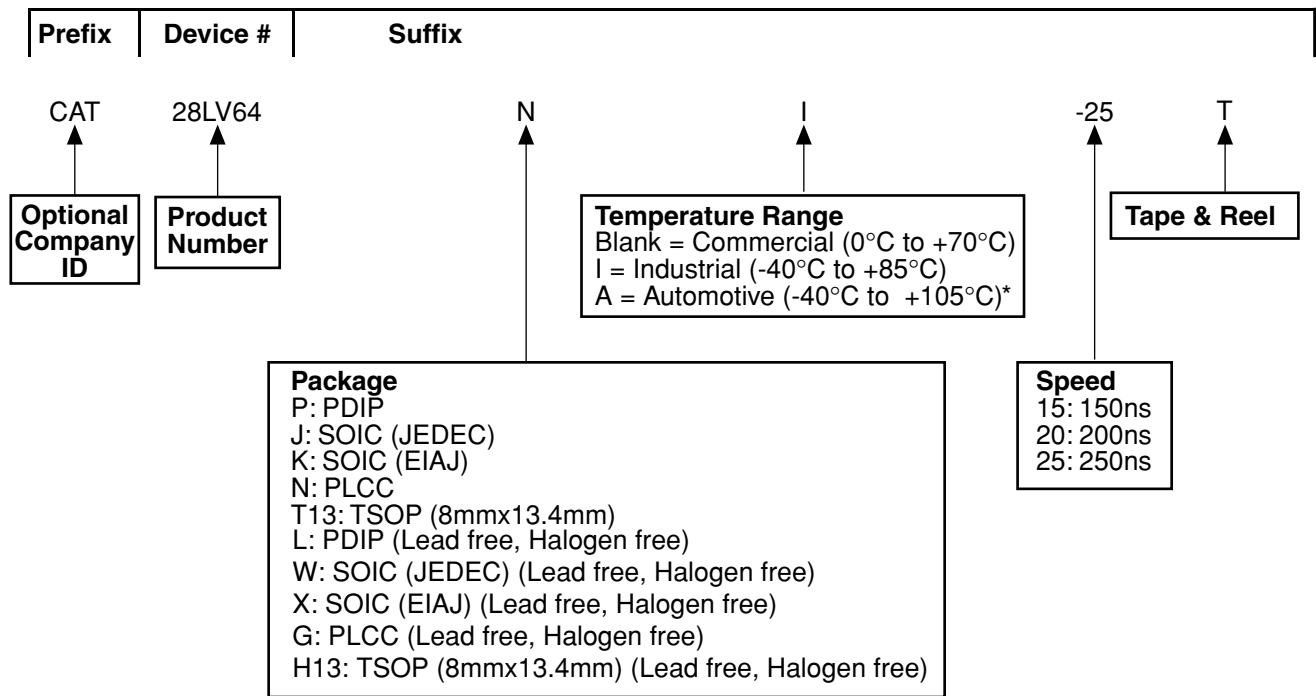 Prefix Device # Suffix
CAT 28LV64 N I -25 T
Optional
Company
ID
Product
Number
Temperature Range
Blank = Commercial (0°C to +70°C)
I = Industrial (-40°C to +85°C)
A = Automotive (-40°C to +105°C)*
Tape & Reel
Package
P: PDIP
J: SOIC (JEDEC)
K: SOIC (EIAJ)
N: PLCC
T13: TSOP (8mmx13.4mm)
L: PDIP (Lead free, Halogen free)
W: SOIC (JEDEC) (Lead free, Halogen free)
X: SOIC (EIAJ) (Lead free, Halogen free)
G: PLCC (Lead free, Halogen free)
H13: TSOP (8mmx13.4mm) (Lead free, Halogen free)
Speed
15: 150ns
20: 200ns
25: 250ns